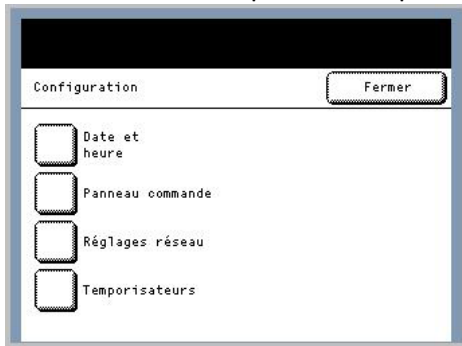 Configuration
Fermer
Date et
heure
Panneau commande
Réglages réseau
Temporisateurs